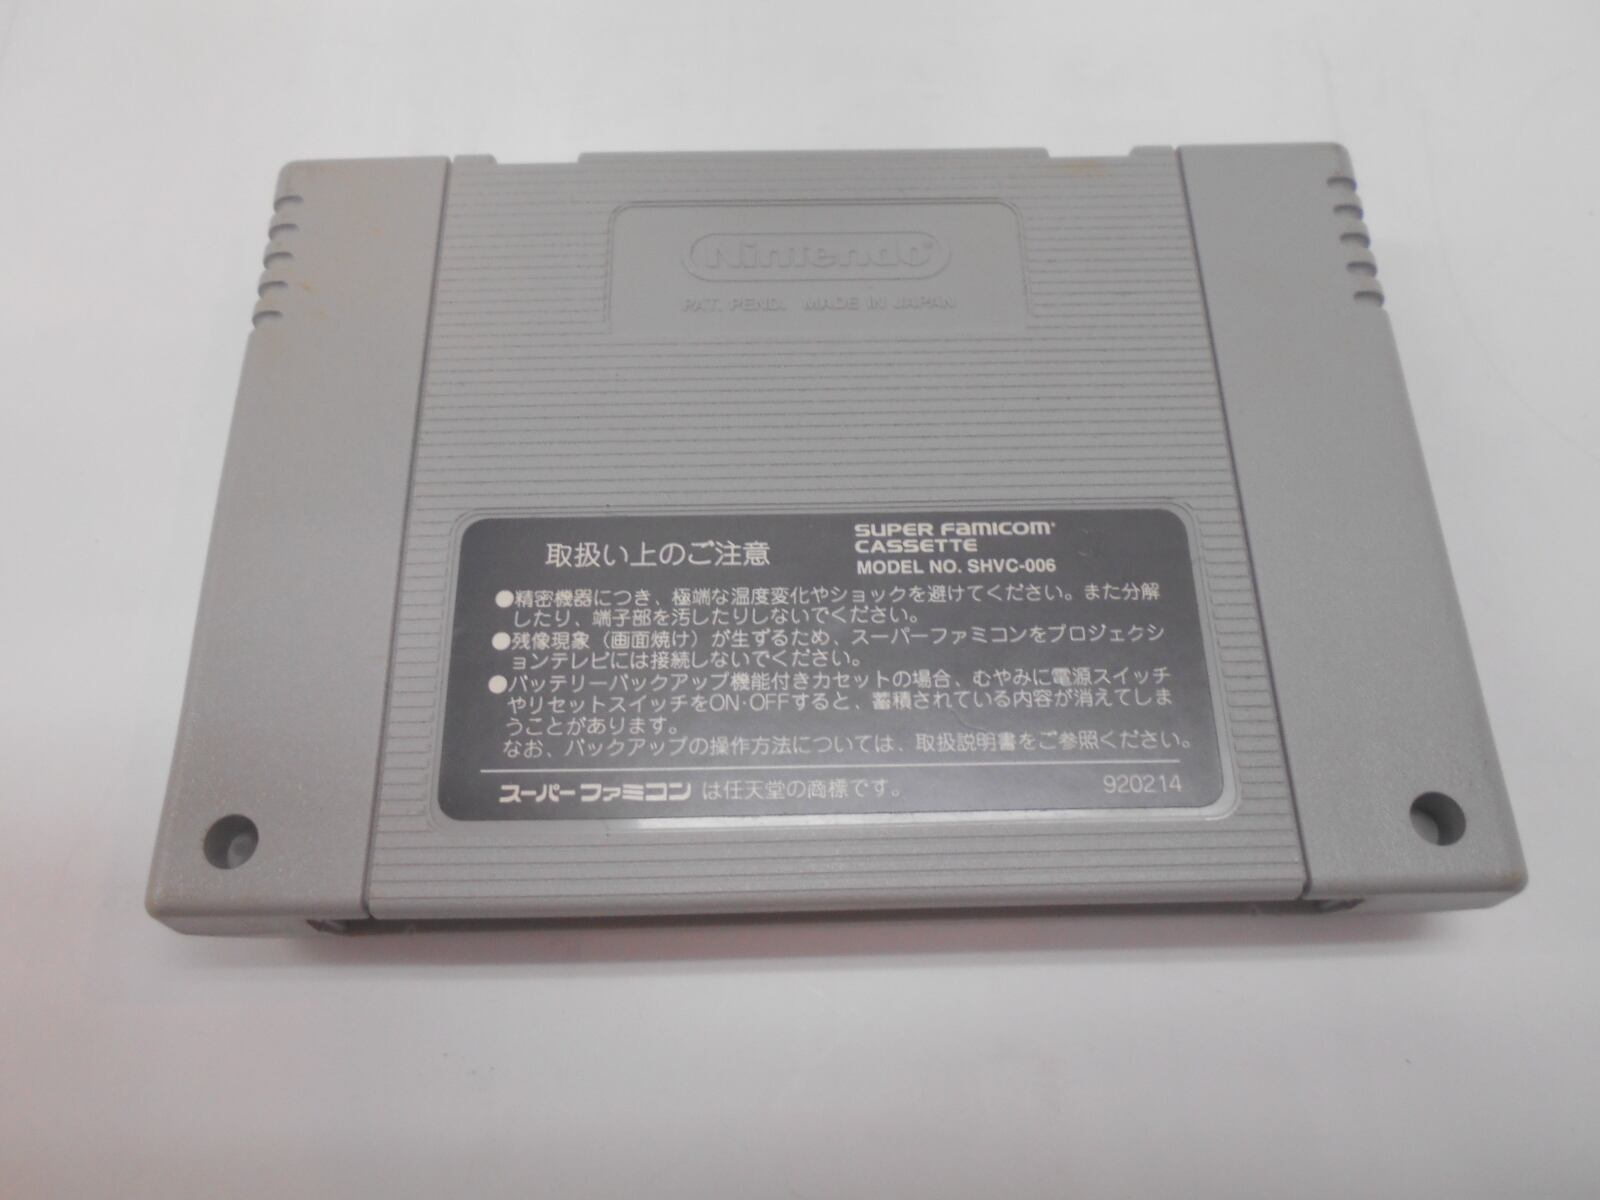 Nintendo®
PAT. PEND. MADE IN JAPAN
取扱い上のご注意
SUPER FAMICOM
CASSETTE
MODEL NO. SHVC-006
●精密機器につき、極端な温度変化やショックを避けてください。また分解
したり、端子部を汚したりしないでください。
●残像現象（画面焼け）が生ずるため、スーパーファミコンをプロジェクシ
ョンテレビには接続しないでください。
●バッテリーバックアップ機能付きカセットの場合、むやみに電源スイッチ
やリセットスイッチをON・OFFすると、蓄積されている内容が消えてしま
うことがあります。
なお、バックアップの操作方法については、取扱説明書をご参照ください。
スーパーファミコン は任天堂の商標です。
920214